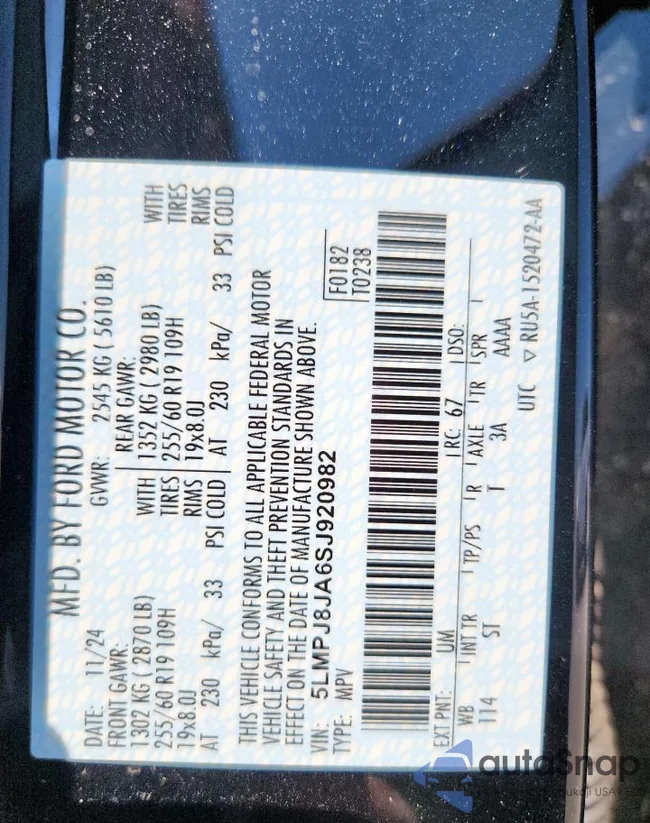 MFD. BY FORD MOTOR CO.
DATE: 11/24 GVWR: 2545 KG ( 5610 LB)
FRONT GAWR: REAR GAWR:
1302 KG ( 2870 LB) WITH 1352 KG ( 2980 LB) WITH
255/60 R19 109H TIRES 255/60 R19 109H TIRES
19x8.0J RIMS 19x8.0J RIMS
AT 230 kPa/ 33 PSI COLD AT 230 kPa/ 33 PSI COLD
THIS VEHICLE CONFORMS TO ALL APPLICABLE FEDERAL MOTOR
VEHICLE SAFETY AND THEFT PREVENTION STANDARDS IN
EFFECT ON THE DATE OF MANUFACTURE SHOWN ABOVE.
VIN: 5LMPJ8JA6SJ920982 F0182
TYPE: MPV T0238
EXT PNT: UM RC: 67 DSO:
WB INT TR TP/PS R AXLE TR SPR
114 ST T 3A AAAA
UTC ▽ RU5A-1520472-AA
autoSnap